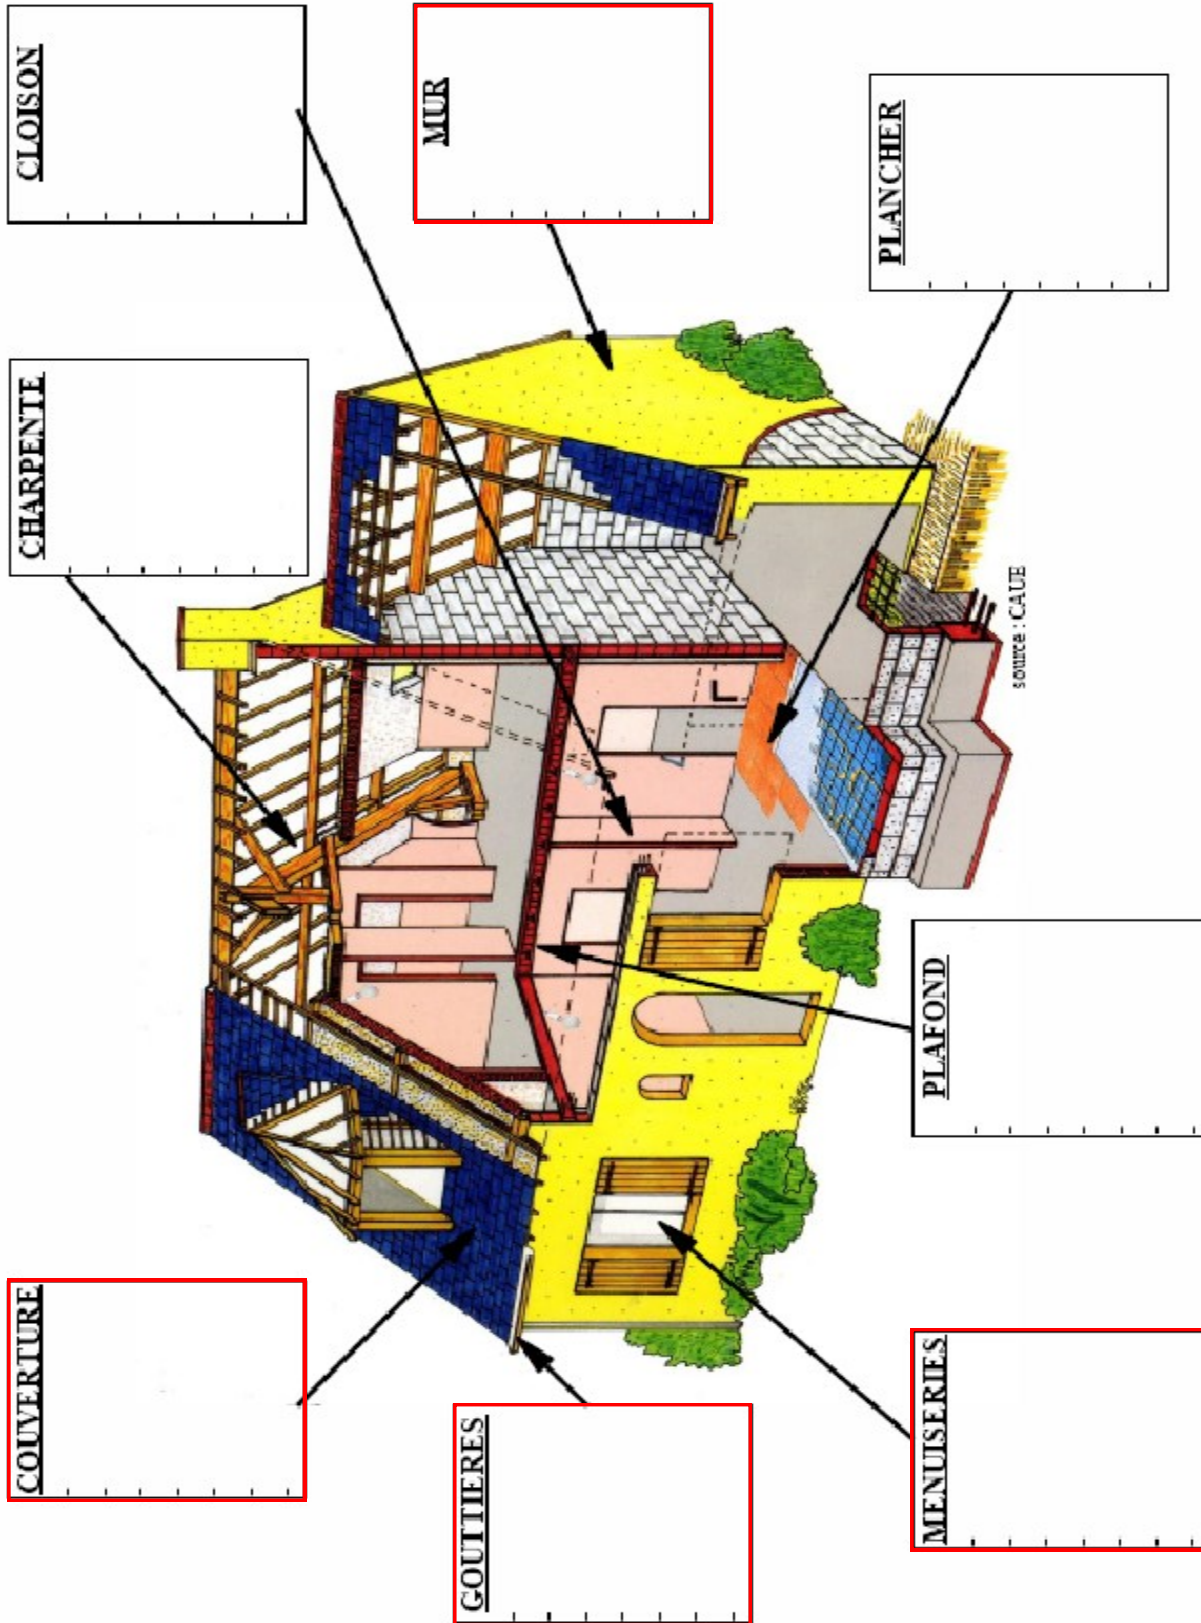 COUVERTURE
CHARPENTE
CLOISON
GOUTTIERES
MUR
MENUISERIES
PLAFOND
PLANCHER
source : CAUE